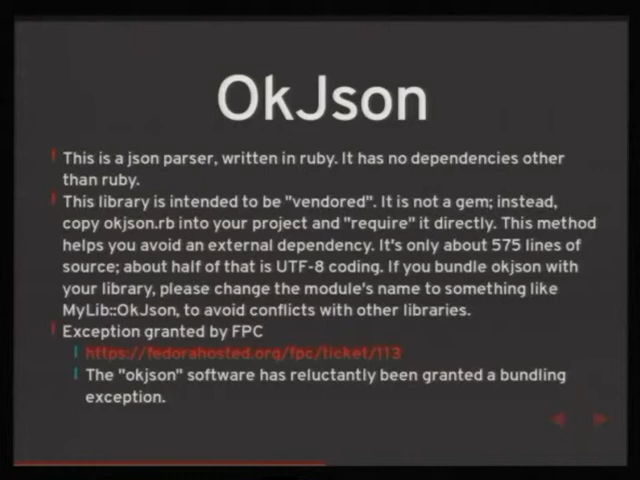 OkJson
This is a json parser, written in ruby. It has no dependencies other
than ruby.
This library is intended to be "vendored". It is not a gem; instead,
copy okjson.rb into your project and "require" it directly. This method
helps you avoid an external dependency. It's only about 575 lines of
source; about half of that is UTF-8 coding. If you bundle okjson with
your library, please change the module's name to something like
MyLib::OkJson, to avoid conflicts with other libraries.
Exception granted by FPC
https://fedorahosted.org/fpc/ticket/113
The "okjson" software has reluctantly been granted a bundling
exception.